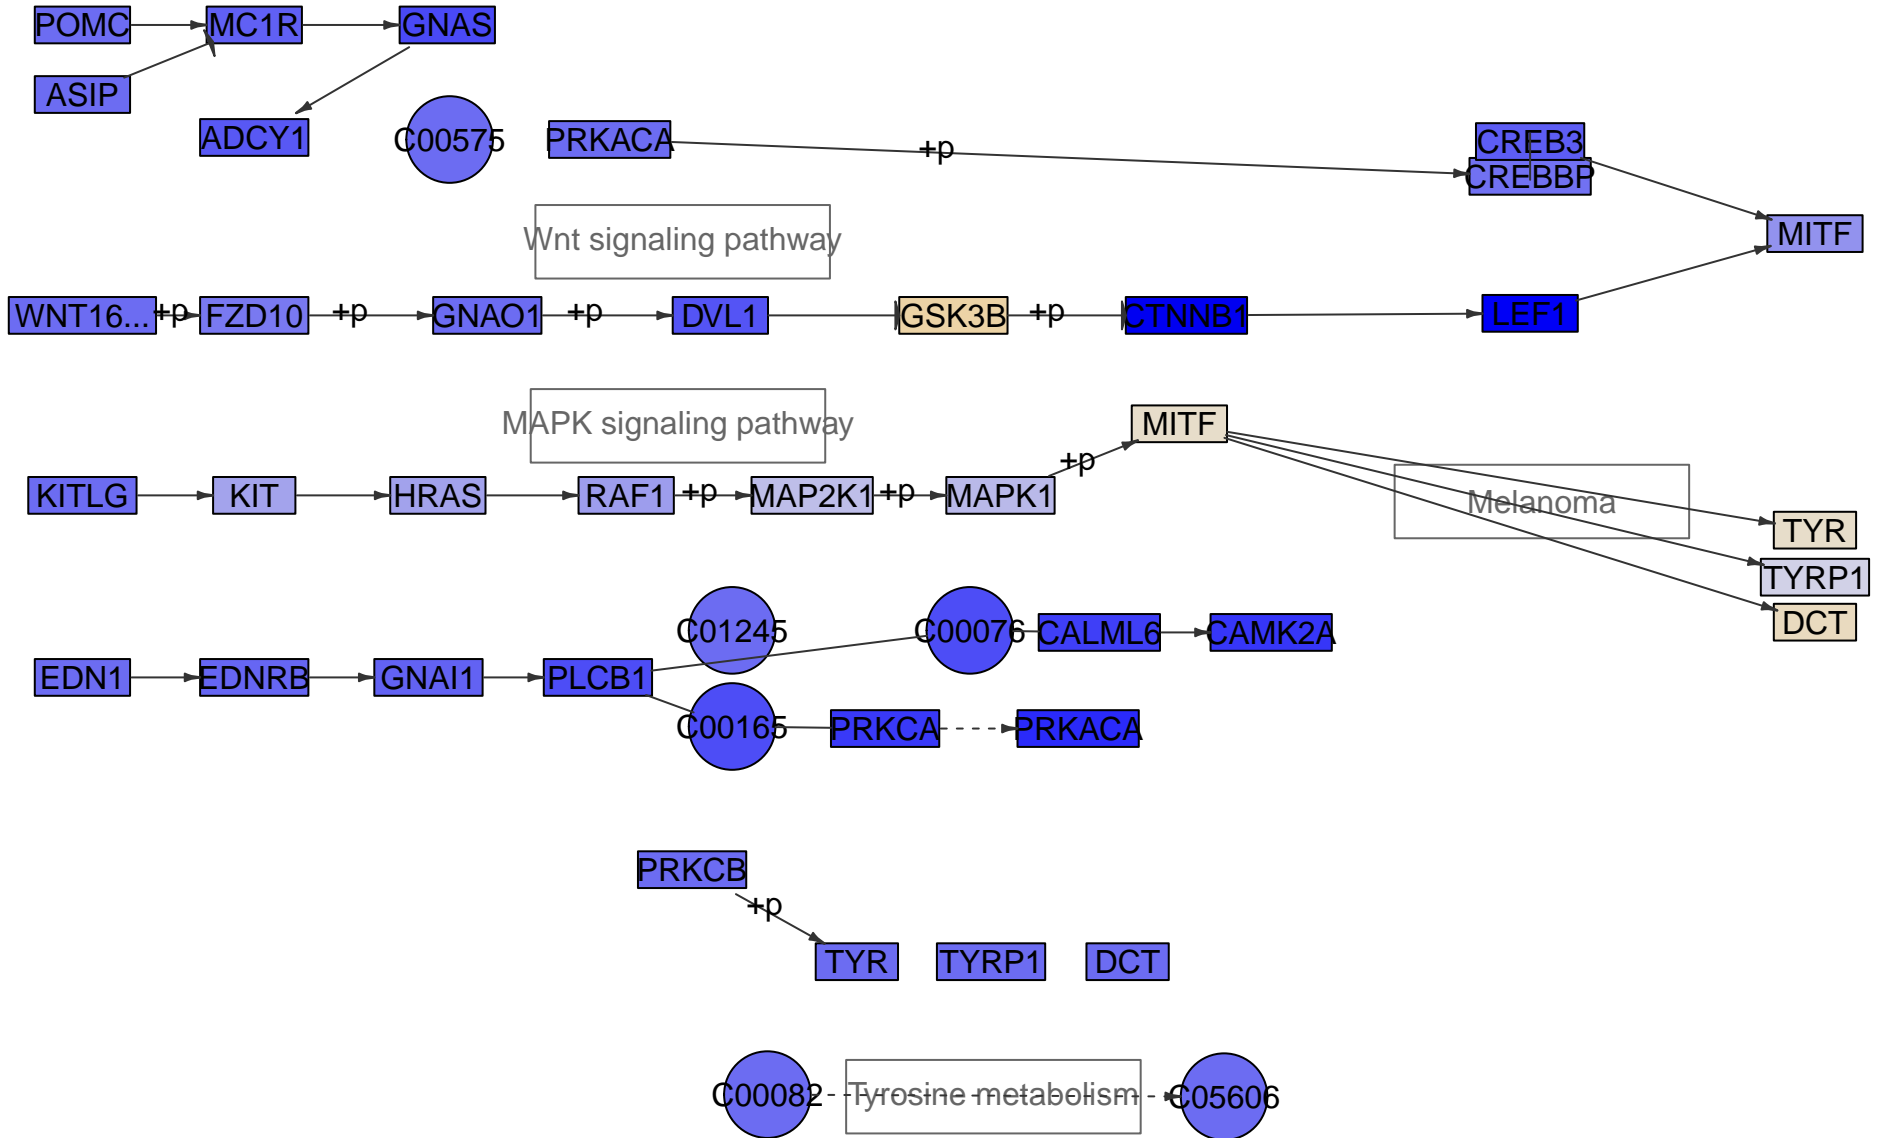 POMC
MC1R
GNAS
ASIP
ADCY1
C00575
PRKACA
+p
CREB3
CREBBP
MITF
Wnt signaling pathway
WNT16...
+p
FZD10
+p
GNAO1
+p
DVL1
GSK3B
+p
CTNNB1
LEF1
MAPK signaling pathway
MITF
+p
KITLG
KIT
HRAS
RAF1
+p
MAP2K1
+p
MAPK1
Melanoma
TYR
TYRP1
DCT
C01245
C00076
CALML6
CAMK2A
EDN1
EDNRB
GNAI1
PLCB1
C00165
PRKCA
PRKACA
PRKCB
+p
TYR
TYRP1
DCT
C00082
Tyrosine metabolism
C05606